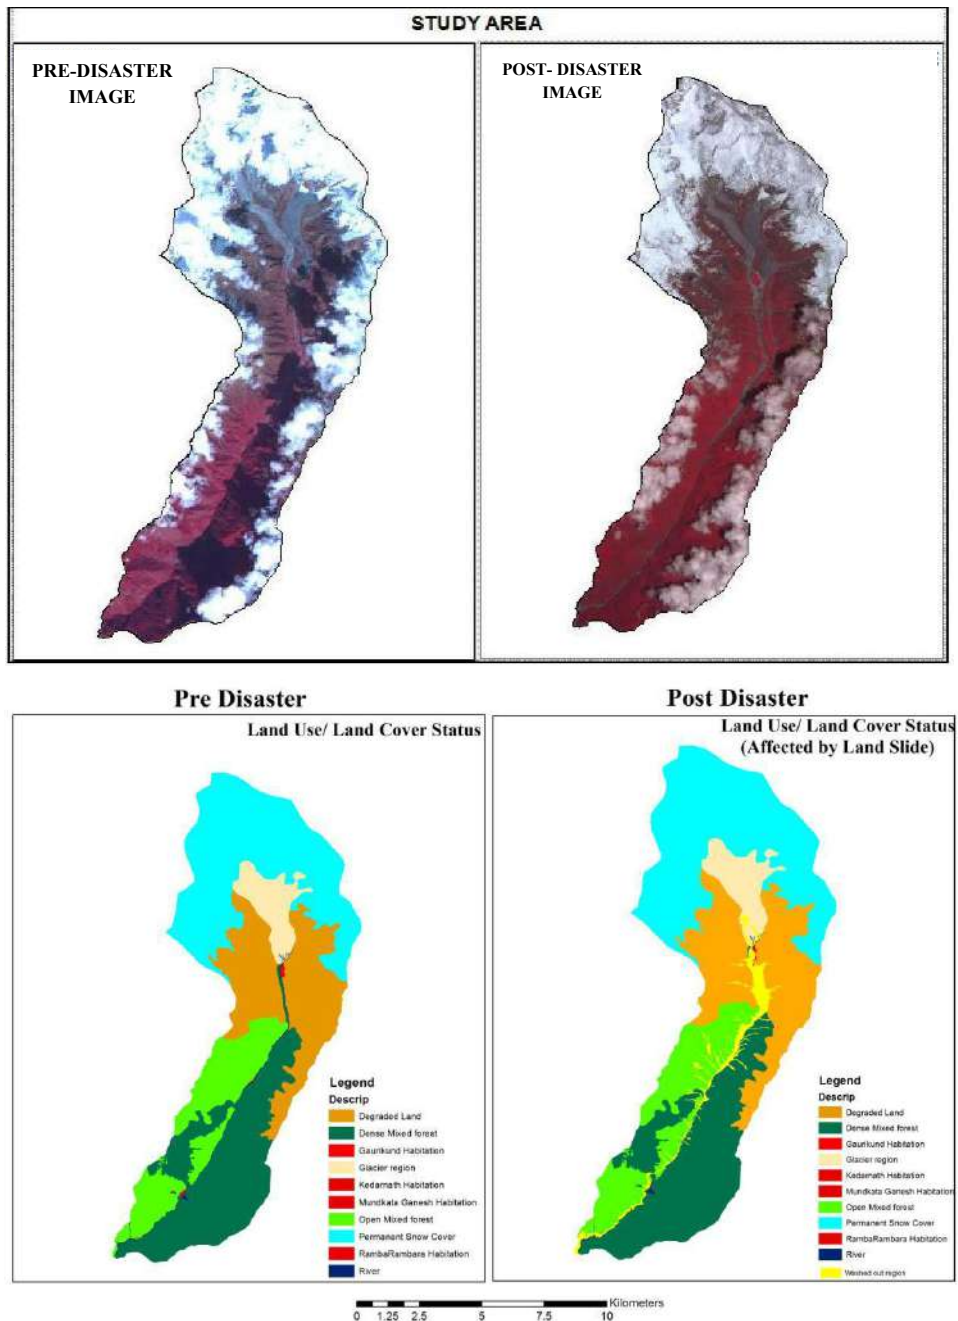 STUDY AREA
PRE-DISASTER
IMAGE
POST- DISASTER
IMAGE
Pre Disaster
Land Use/ Land Cover Status
Legend
Descrip
Degraded Land
Dense Mixed forest
Gaurikund Habitation
Glacier region
Kedarnath Habitation
Mundkata Ganesh Habitation
Open Mixed forest
Permanent Snow Cover
RambaRambara Habitation
River
Post Disaster
Land Use/ Land Cover Status
(Affected by Land Slide)
Legend
Descrip
Degraded Land
Dense Mixed forest
Gaurikund Habitation
Glacier region
Kedarnath Habitation
Mundkata Ganesh Habitation
Open Mixed forest
Permanent Snow Cover
RambaRambara Habitation
River
Washed out region
Kilometers
0 1.25 2.5 5 7.5 10